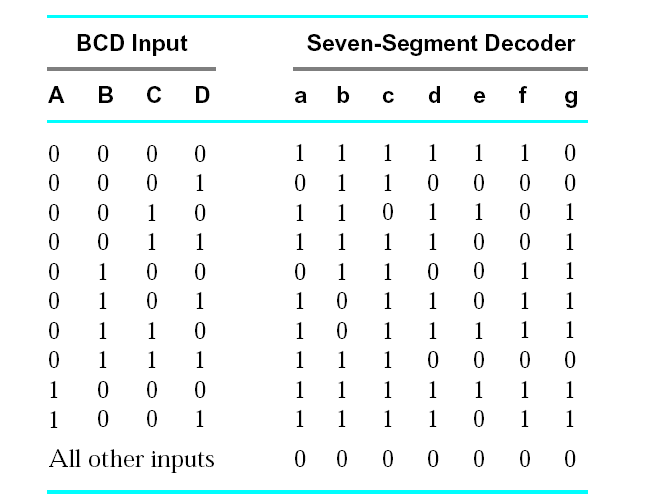 BCD Input Seven-Segment Decoder
A B C D a b c d e f g
0 0 0 0 1 1 1 1 1 1 0
0 0 0 1 0 1 1 0 0 0 0
0 0 1 0 1 1 0 1 1 0 1
0 0 1 1 1 1 1 1 0 0 1
0 1 0 0 0 1 1 0 0 1 1
0 1 0 1 1 0 1 1 0 1 1
0 1 1 0 1 0 1 1 1 1 1
0 1 1 1 1 1 1 0 0 0 0
1 0 0 0 1 1 1 1 1 1 1
1 0 0 1 1 1 1 1 0 1 1
All other inputs 0 0 0 0 0 0 0